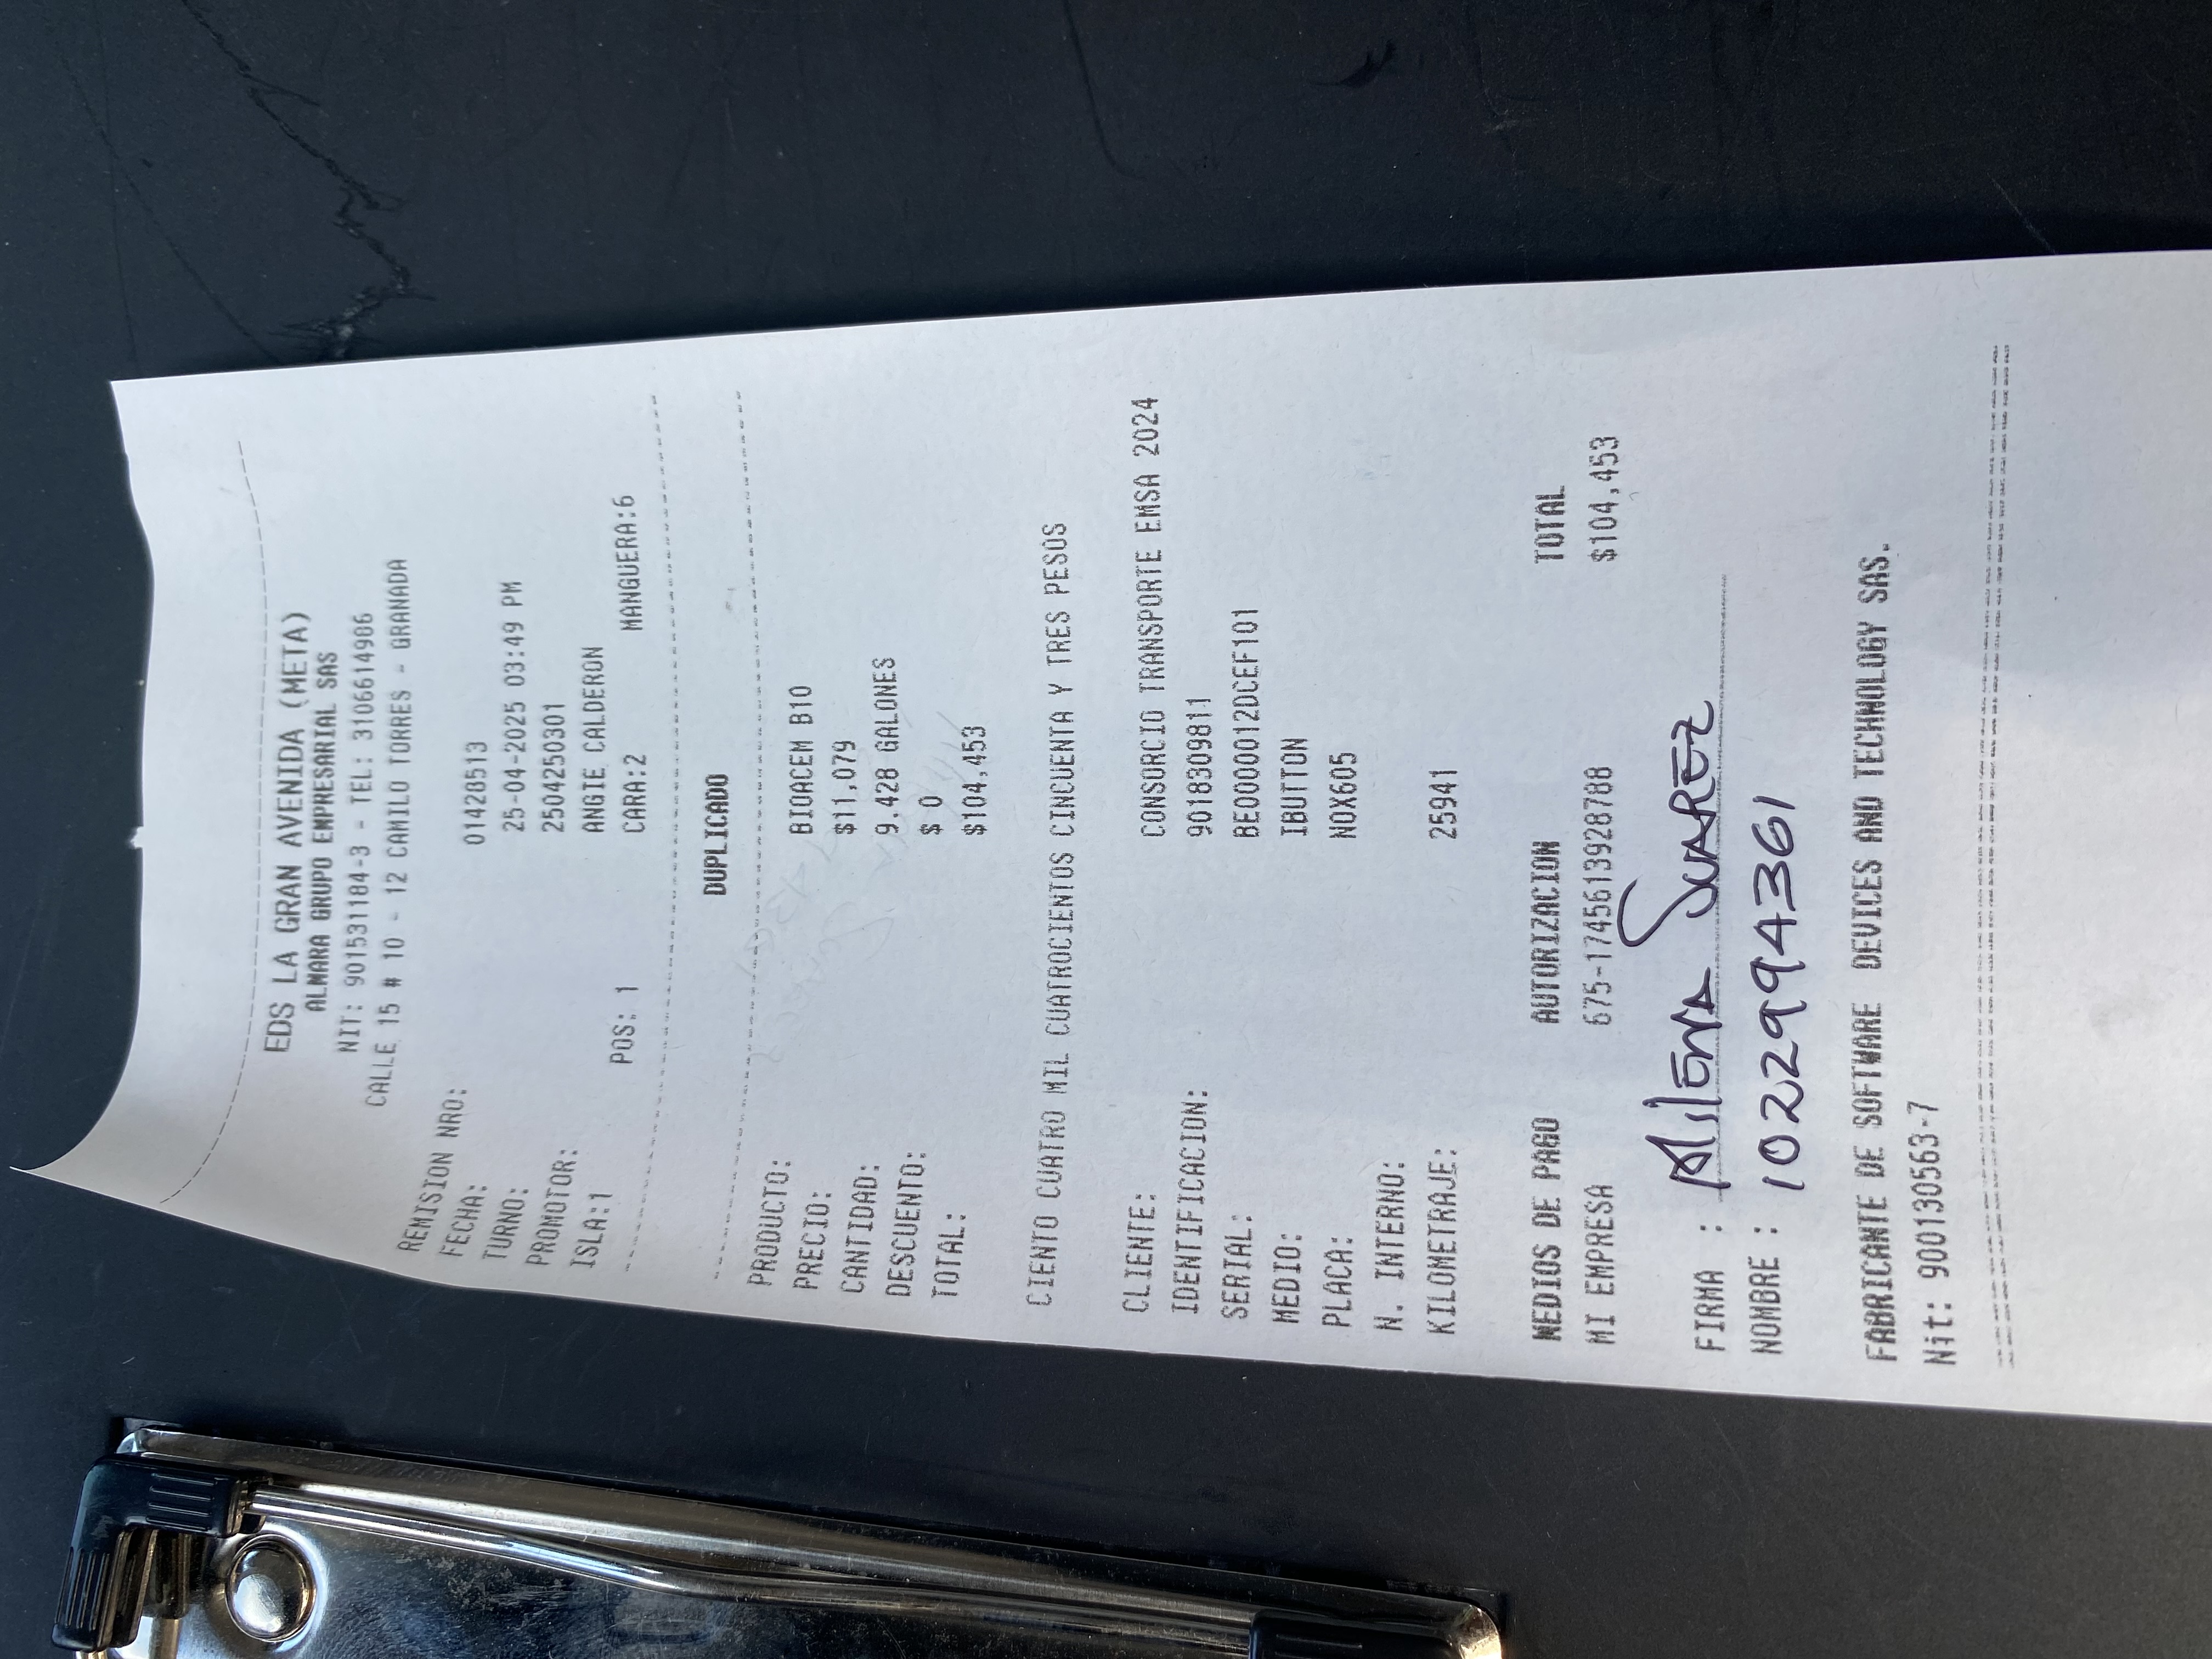 EDS LA GRAN AVENIDA (META)
ALMARA GRUPO EMPRESARIAL SAS
NIT: 901531184-3 - TEL: 3106614906
CALLE 15 # 10 - 12 CAMILO TORRES - GRANADA
REMISION NRO: 01428513
FECHA: 25-04-2025 03:49 PM
TURNO: 2504250301
PROMOTOR: ANGIE CALDERON
ISLA:1 POS: 1 CARA:2 MANGUERA:6
DUPLICADO
PRODUCTO: BIOACEM B10
PRECIO: $11,079
CANTIDAD: 9.428 GALONES
DESCUENTO: $ 0
TOTAL: $104,453
CIENTO CUATRO MIL CUATROCIENTOS CINCUENTA Y TRES PESOS
CLIENTE: CONSORCIO TRANSPORTE EMSA 2024
IDENTIFICACION: 9018309811
SERIAL: BE0000012DCEF101
MEDIO: IBUTTON
PLACA: NOX605
N. INTERNO:
KILOMETRAJE: 25941
MEDIOS DE PAGO AUTORIZACION TOTAL
MI EMPRESA 675-1745613928788 $104,453
FIRMA : Milena Suarez
NOMBRE : 1022994361
FABRICANTE DE SOFTWARE DEVICES AND TECHNOLOGY SAS.
Nit: 900130563-7